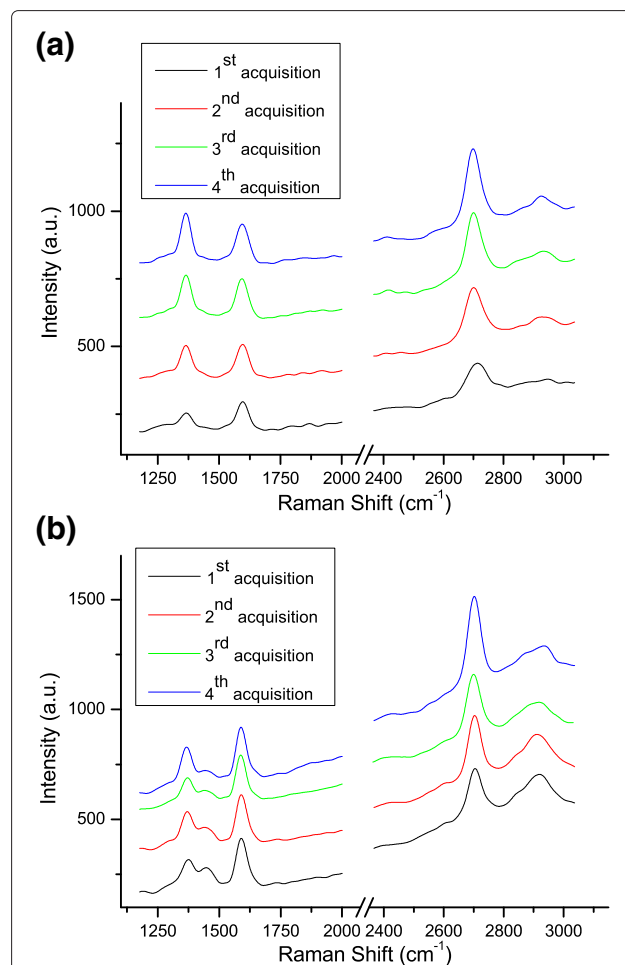 (a)
1st acquisition
2nd acquisition
3rd acquisition
4th acquisition
1000
500
Intensity (a.u.)
1250 1500 1750 2000 2400 2600 2800 3000
Raman Shift (cm-1)
(b)
1st acquisition
2nd acquisition
3rd acquisition
4th acquisition
1500
1000
500
Intensity (a.u.)
1250 1500 1750 2000 2400 2600 2800 3000
Raman Shift (cm-1)